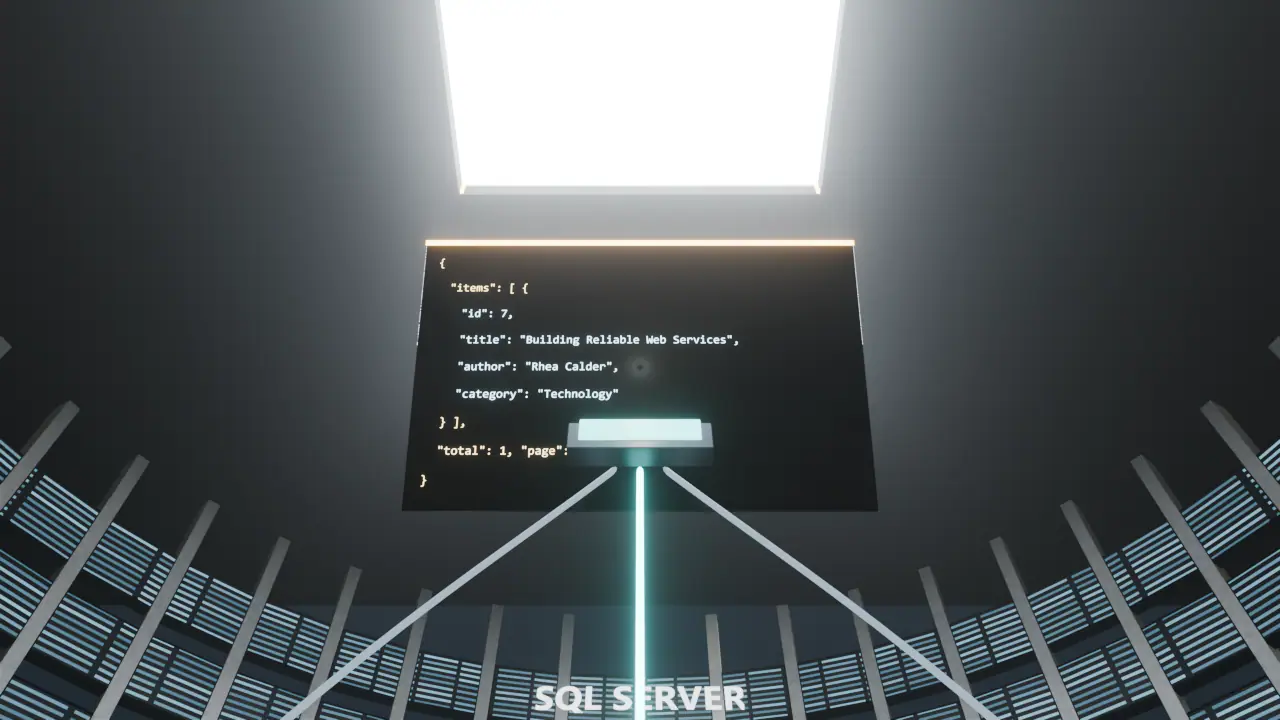 {
"items": [ {
"id": 7,
"title": "Building Reliable Web Services",
"author": "Rhea Calder",
"category": "Technology"
} ],
"total": 1, "page":
}
SQL SERVER